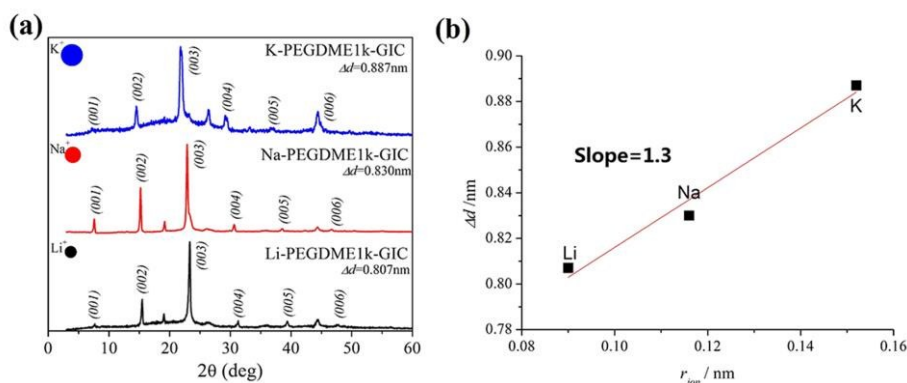 (a)
K+
K-PEGDME1k-GIC
Δd=0.887nm
(001)
(002)
(003)
(004)
(005)
(006)
Na+
Na-PEGDME1k-GIC
Δd=0.830nm
(001)
(002)
(003)
(004)
(005)
(006)
Li+
Li-PEGDME1k-GIC
Δd=0.807nm
(001)
(002)
(003)
(004)
(005)
(006)
0 10 20 30 40 50 60
2θ (deg)
(b)
0.90
0.88
0.86
0.84
0.82
0.80
0.78
Δd /nm
Slope=1.3
K
Na
Li
0.08 0.10 0.12 0.14 0.16
r_ion / nm